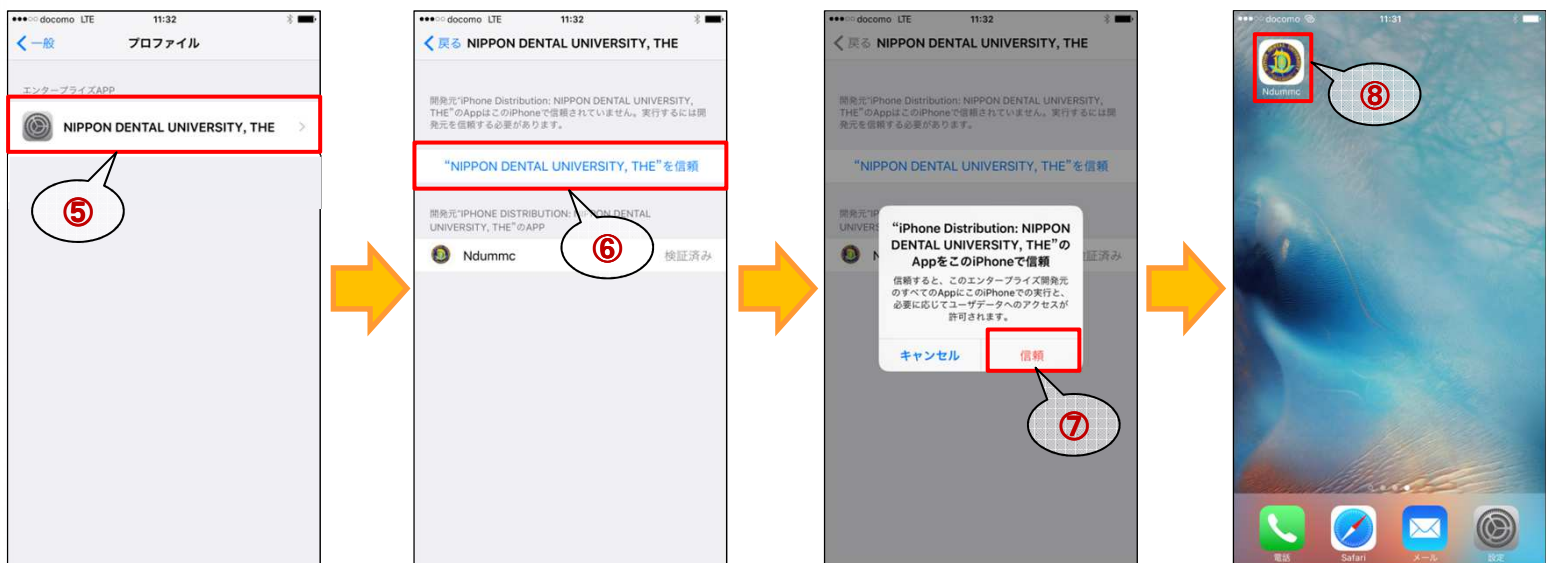 docomo LTE 11:32
一般 プロファイル
エンタープライズAPP
NIPPON DENTAL UNIVERSITY, THE
⑤
docomo LTE 11:32
戻る NIPPON DENTAL UNIVERSITY, THE
開発元"iPhone Distribution: NIPPON DENTAL UNIVERSITY,
THE"のAppはこのiPhoneで信頼されていません。実行するには開
発元を信頼する必要があります。
"NIPPON DENTAL UNIVERSITY, THE"を信頼
開発元"IPHONE DISTRIBUTION: NIPPON DENTAL
UNIVERSITY, THE"のAPP
Ndummc 検証済み
⑥
docomo LTE 11:32
戻る NIPPON DENTAL UNIVERSITY, THE
開発元"iPhone Distribution: NIPPON DENTAL UNIVERSITY,
THE"のAppはこのiPhoneで信頼されていません。実行するには開
発元を信頼する必要があります。
"NIPPON DENTAL UNIVERSITY, THE"を信頼
開発元"IP
UNIVERS
N 証済み
"iPhone Distribution: NIPPON
DENTAL UNIVERSITY, THE"の
AppをこのiPhoneで信頼
信頼すると、このエンタープライズ開発元
のすべてのAppにこのiPhoneでの実行と、
必要に応じてユーザデータへのアクセスが
許可されます。
キャンセル 信頼
⑦
docomo 11:31
Ndummc
⑧
電話 Safari メール 設定